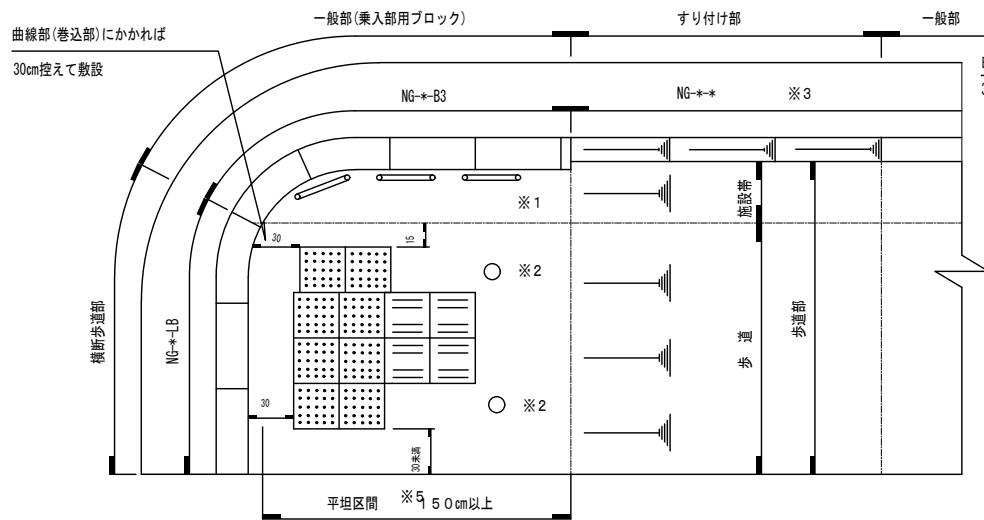 一般部(乗入部用ブロック)
すり付け部
一般部
曲線部(巻込部)にかかれば
30cm控えて敷設
NG-*-B3
NG-*-*
※3
※1
施設帯
30
15
※2
横断歩道部
NG-*-LB
歩道
歩道部
30
※2
30未満
平坦区間
※5
150cm以上